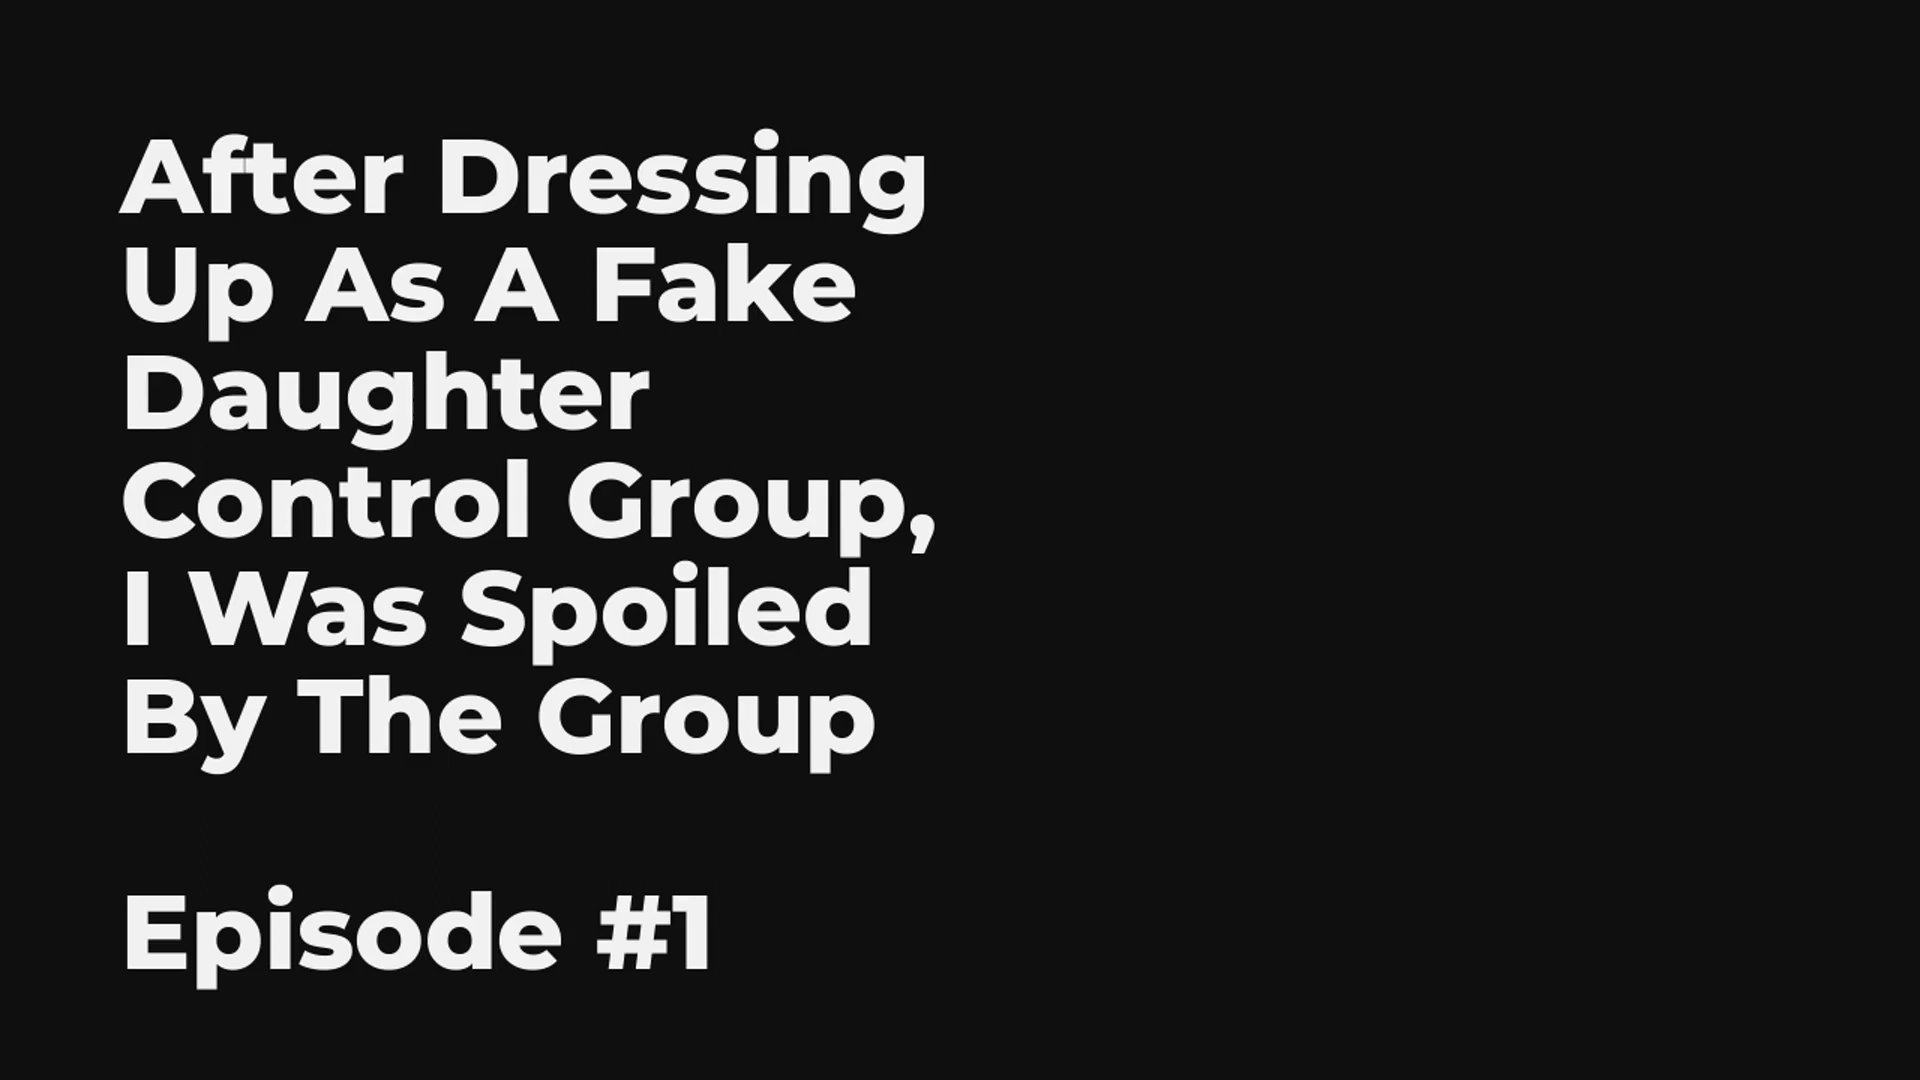 After Dressing
Up As A Fake
Daughter
Control Group,
I Was Spoiled
By The Group
Episode #1